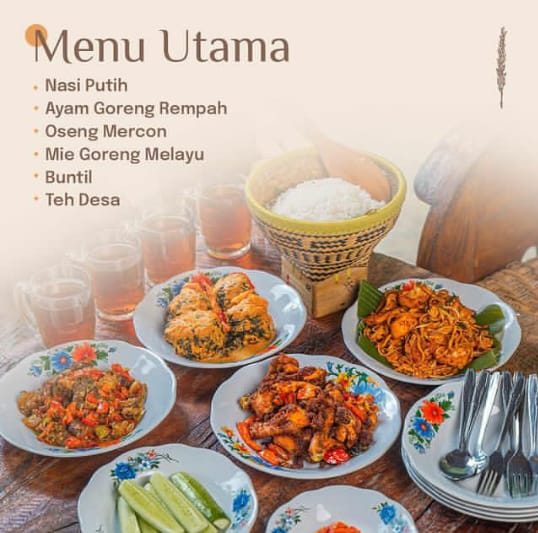 Menu Utama
Nasi Putih
Ayam Goreng Rempah
Oseng Mercon
Mie Goreng Melayu
Buntil
Teh Desa